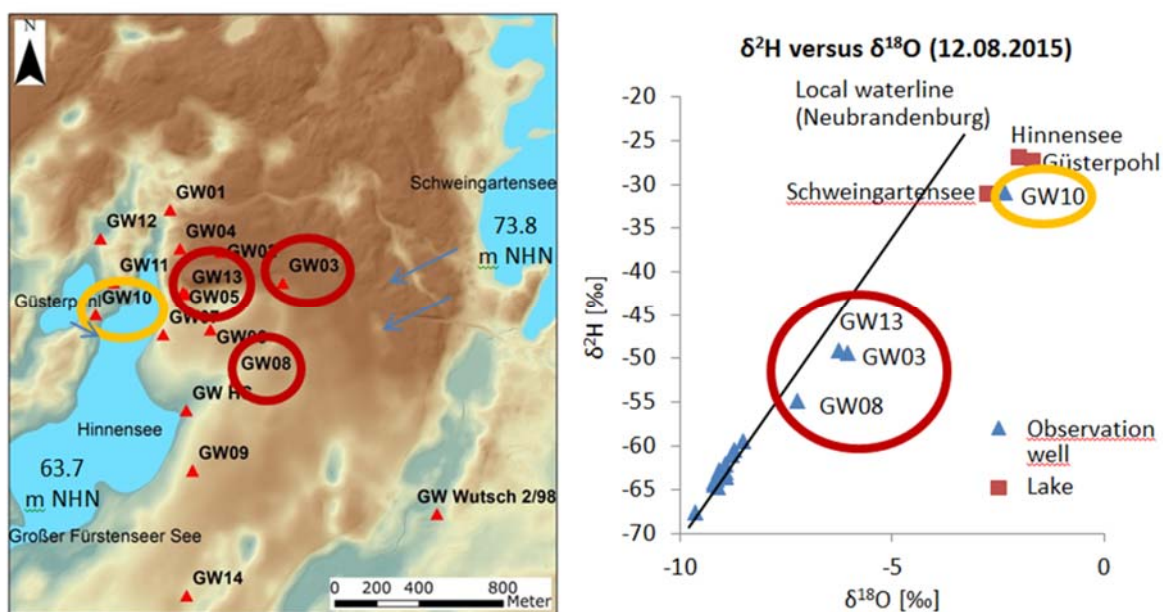 N
GW01
Schweingartensee
GW12
73.8
m NHN
GW04
GW03
GW11
GW13
GW10
GW05
Güsterpohl
GW08
GW HS
Hinnensee
GW09
63.7
m NHN
GW Wutsch 2/98
Großer Fürstenseer See
GW14
0 200 400 800
Meter
δ²H versus δ¹⁸O (12.08.2015)
Local waterline
(Neubrandenburg)
Hinnensee
Güsterpohl
Schweingartensee
GW10
GW13
GW03
GW08
Observation
well
Lake
δ²H [‰]
-20
-25
-30
-35
-40
-45
-50
-55
-60
-65
-70
-10 -5 0
δ¹⁸O [‰]